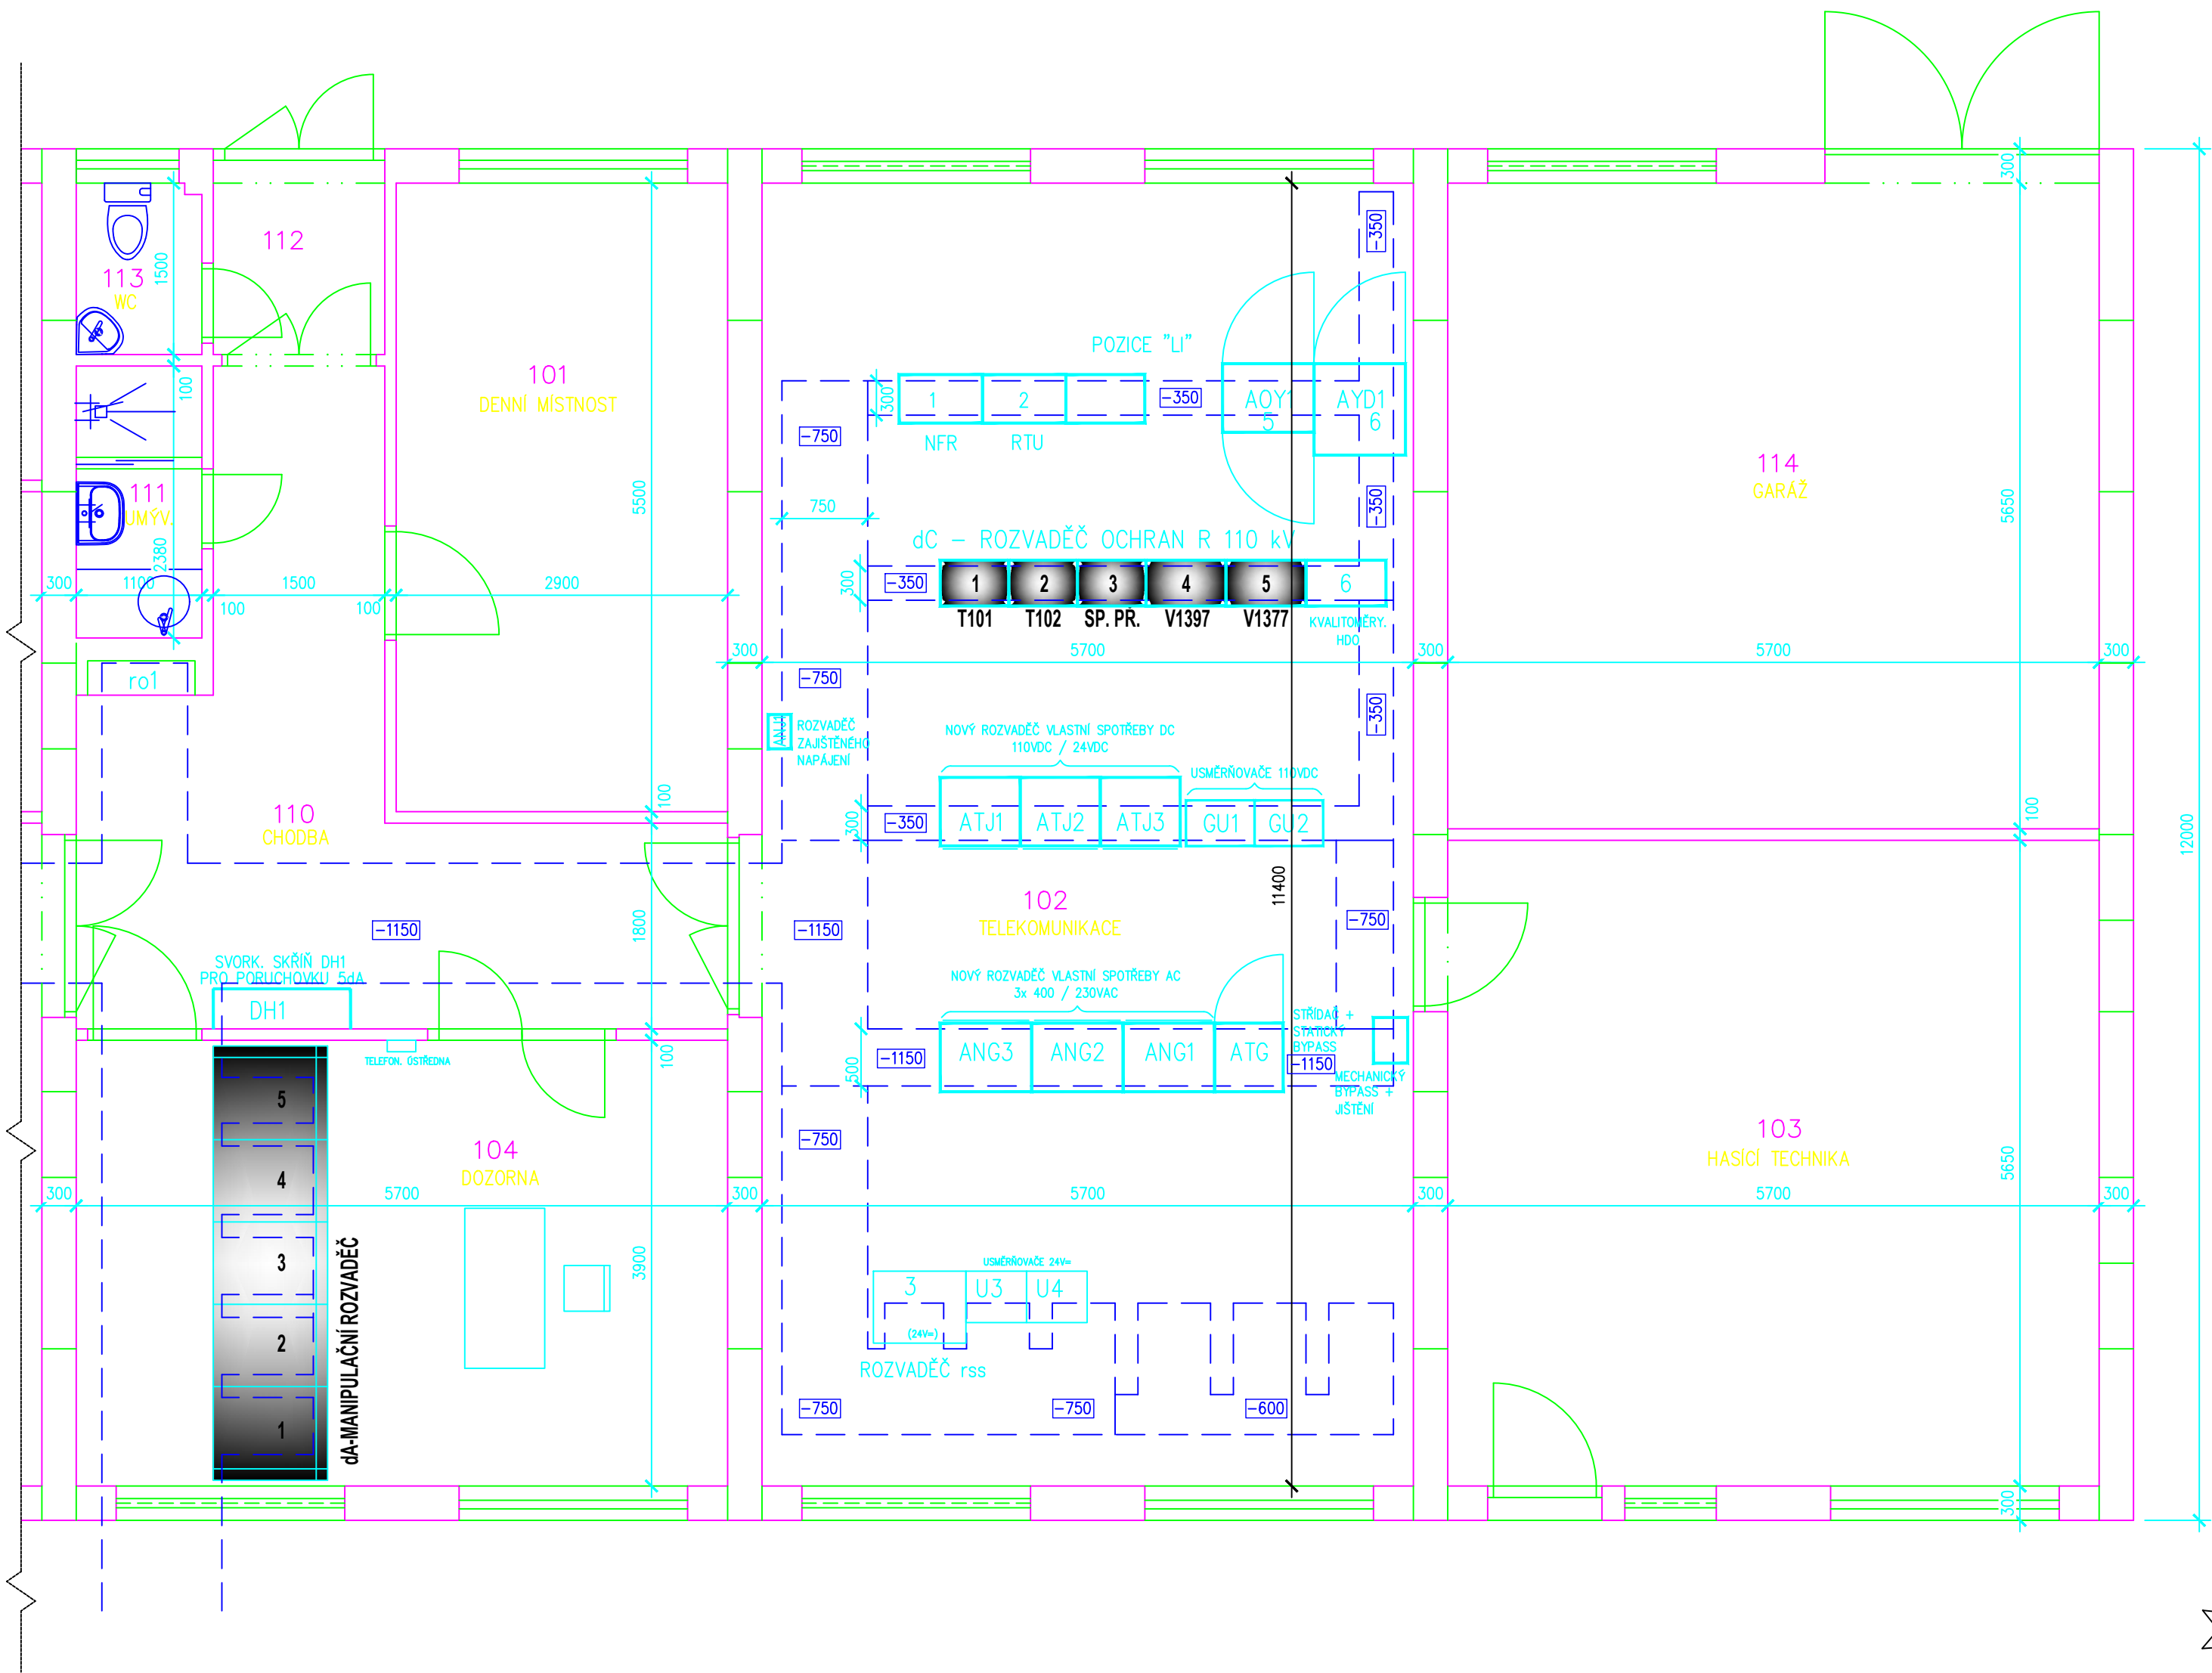 300
112
113
WC
1500
100
101
DENNÍ MÍSTNOST
5500
POZICE "LI"
-350
300
1
2
-350
AOY1
5
AYD1
6
NFR
RTU
-750
750
-350
114
GARÁŽ
5650
111
UMÝV.
2380
dC – ROZVADĚČ OCHRAN R 110 kV
300
1100
100
1500
100
2900
300
-350
1
2
3
4
5
6
T101
T102
SP. PŘ.
V1397
V1377
KVALITOMĚRY.
HDO
300
5700
300
5700
300
ro1
-750
-350
ANJ1
ROZVADĚČ
ZAJIŠTĚNÉHO
NAPÁJENÍ
NOVÝ ROZVADĚČ VLASTNÍ SPOTŘEBY DC
110VDC / 24VDC
USMĚRŇOVAČE 110VDC
300
-350
ATJ1
ATJ2
ATJ3
GU1
GU2
100
100
12000
110
CHODBA
11400
102
TELEKOMUNIKACE
1800
-1150
-1150
-750
SVORK. SKŘÍŇ DH1
PRO PORUCHOVKU 5dA
DH1
NOVÝ ROZVADĚČ VLASTNÍ SPOTŘEBY AC
3x 400 / 230VAC
STŘÍDAČ +
STATICKÝ
BYPASS
TELEFON. ÚSTŘEDNA
100
500
-1150
ANG3
ANG2
ANG1
ATG
-1150
MECHANICKÝ
BYPASS +
JIŠTĚNÍ
5
4
3
2
1
dA-MANIPULAČNÍ ROZVADĚČ
104
DOZORNA
-750
103
HASÍCÍ TECHNIKA
5650
300
5700
300
5700
300
5700
300
3900
USMĚRŇOVAČE 24V=
3
U3
U4
(24V=)
ROZVADĚČ rss
-750
-750
-600
300